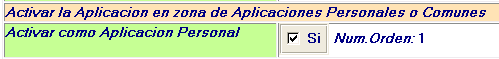 Activar la Aplicacion en zona de Aplicaciones Personales o Comunes
Activar como Aplicacion Personal Si Num.Orden: 1